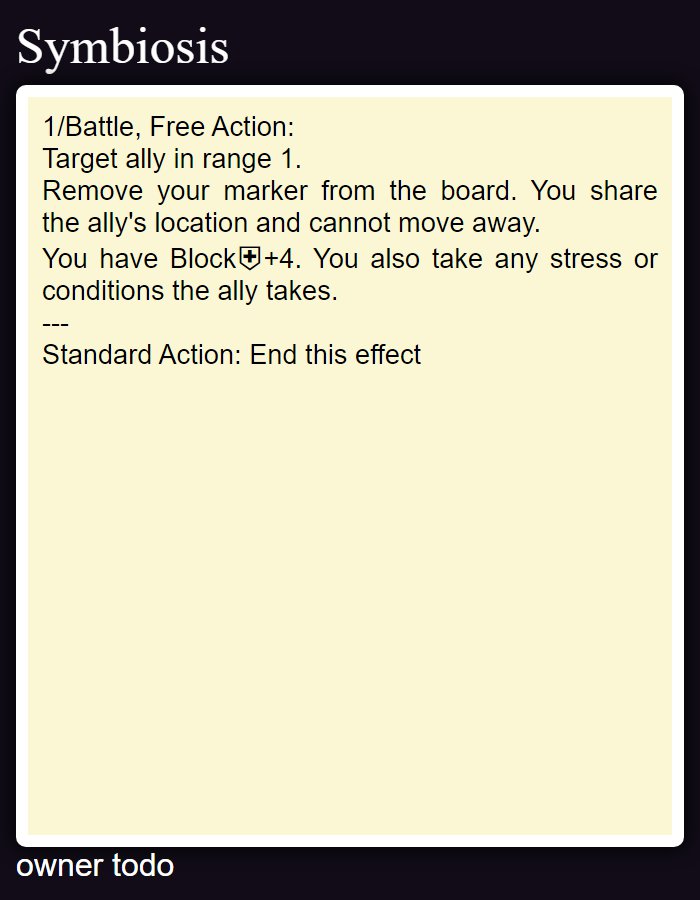 Symbiosis
1/Battle, Free Action:
Target ally in range 1.
Remove your marker from the board. You share
the ally's location and cannot move away.
You have Block⛨+4. You also take any stress or
conditions the ally takes.
---
Standard Action: End this effect
owner todo